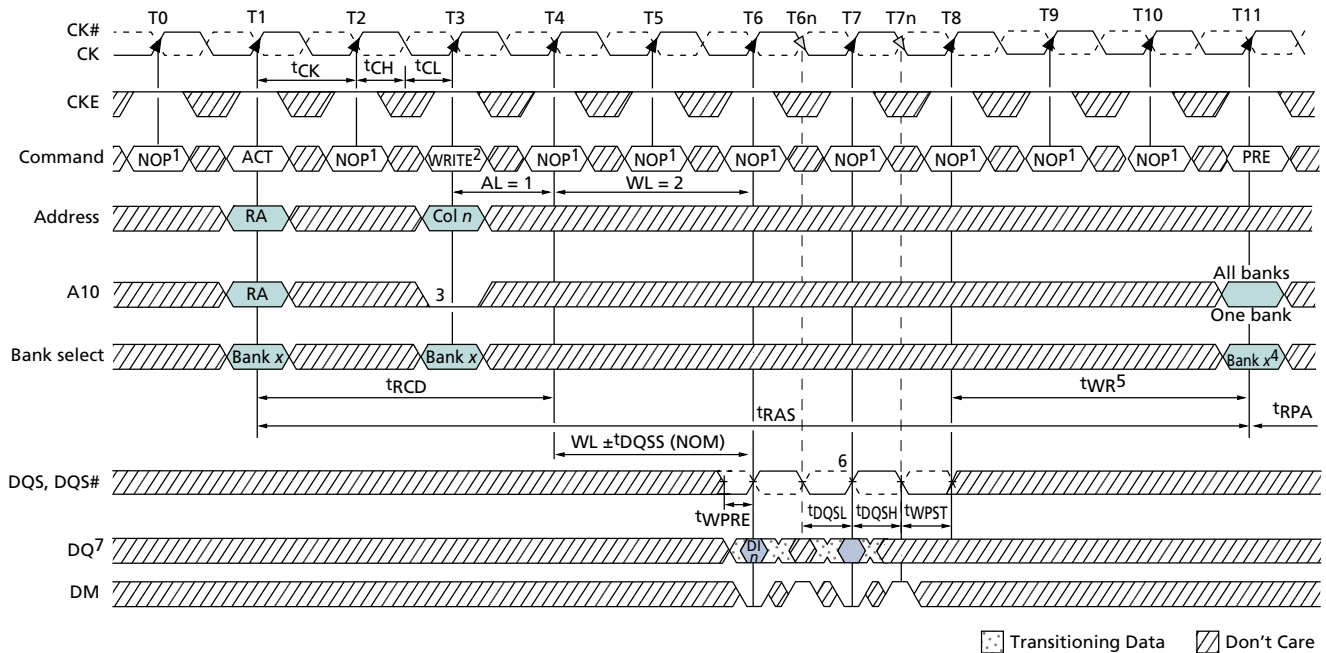 T0 T1 T2 T3 T4 T5 T6 T6n T7 T7n T8 T9 T10 T11
CK#
CK
tCK tCH tCL
CKE
Command NOP1 ACT NOP1 WRITE2 NOP1 NOP1 NOP1 NOP1 NOP1 NOP1 NOP1 PRE
AL = 1 WL = 2
Address RA Col n
All banks
A10 RA 3
One bank
Bank select Bank x Bank x Bank x4
tRCD tWR5
tRAS tRPA
WL ±tDQSS (NOM)
6
DQS, DQS#
tWPRE tDQSL tDQSH tWPST
DQ7 DI n
DM
Transitioning Data Don't Care